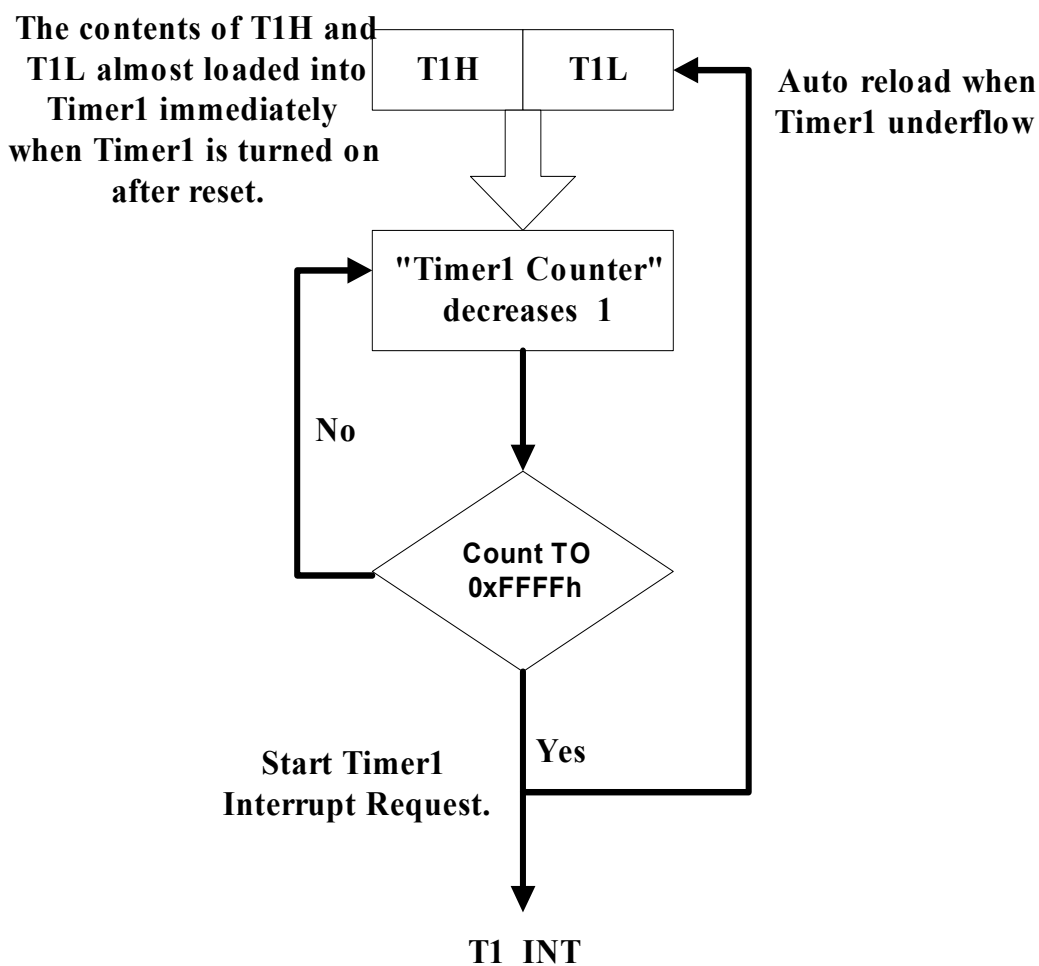 The contents of T1H and
T1L almost loaded into
Timer1 immediately
when Timer1 is turned on
after reset.
T1H
T1L
Auto reload when
Timer1 underflow
"Timer1 Counter"
decreases 1
No
Count TO
0xFFFFh
Yes
Start Timer1
Interrupt Request.
T1 INT